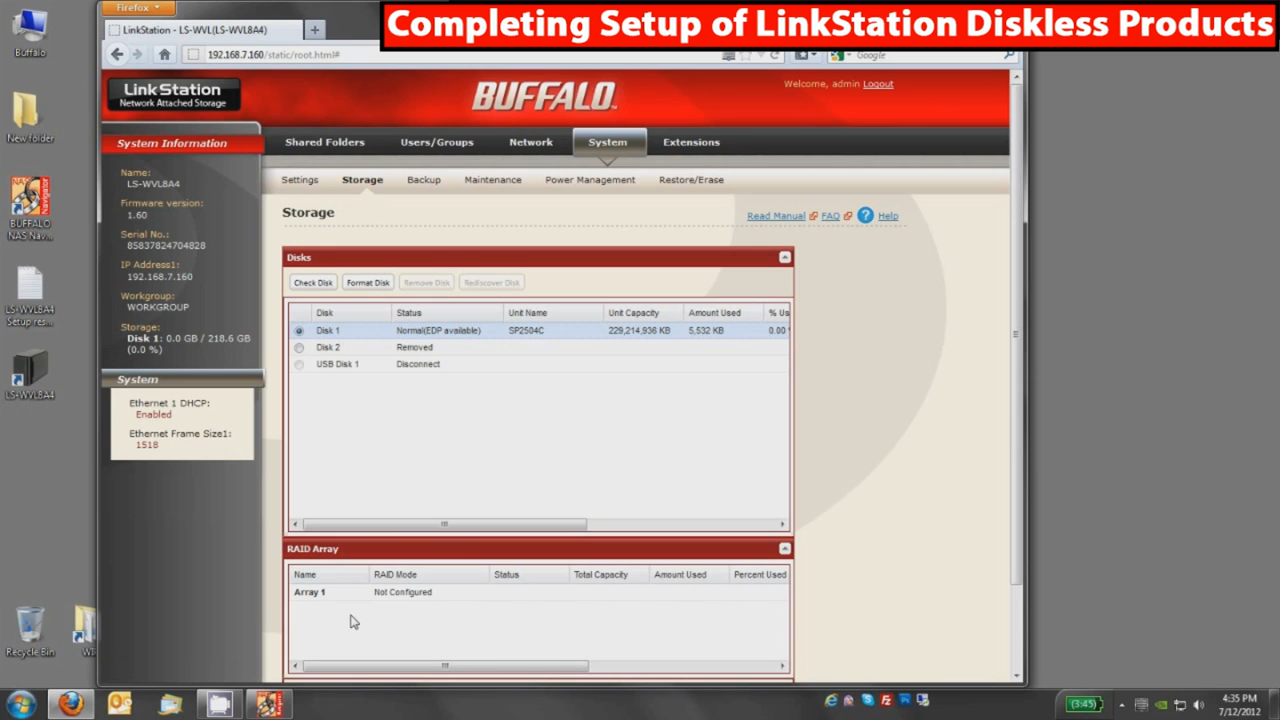 Completing Setup of LinkStation Diskless Products
Firefox
LinkStation - LS-WVL(LS-WVL8A4)
192.168.7.160/static/root.html#
Google
LinkStation
Network Attached Storage
BUFFALO
Welcome, admin Logout
System Information
Shared Folders Users/Groups Network System Extensions
Settings Storage Backup Maintenance Power Management Restore/Erase
Name:
LS-WVL8A4
Firmware version:
1.60
Serial No.:
85837824704828
IP Address1:
192.168.7.160
Workgroup:
WORKGROUP
Storage:
Disk 1: 0.0 GB / 218.6 GB
(0.0 %)
System
Ethernet 1 DHCP:
Enabled
Ethernet Frame Size1:
1518
Storage
Read Manual FAQ ? Help
Disks
Check Disk Format Disk Remove Disk Rediscover Disk
Disk Status Unit Name Unit Capacity Amount Used % Us
Disk 1 Normal(EDP available) SP2504C 229,214,936 KB 5,532 KB 0.00
Disk 2 Removed
USB Disk 1 Disconnect
RAID Array
Name RAID Mode Status Total Capacity Amount Used Percent Used
Array 1 Not Configured
Buffalo
New folder
BUFFALO
NAS Nav...
LS-WVL8A4
Setup res...
LS-WVL8A4
Recycle Bin
(3:45)
4:35 PM
7/12/2012